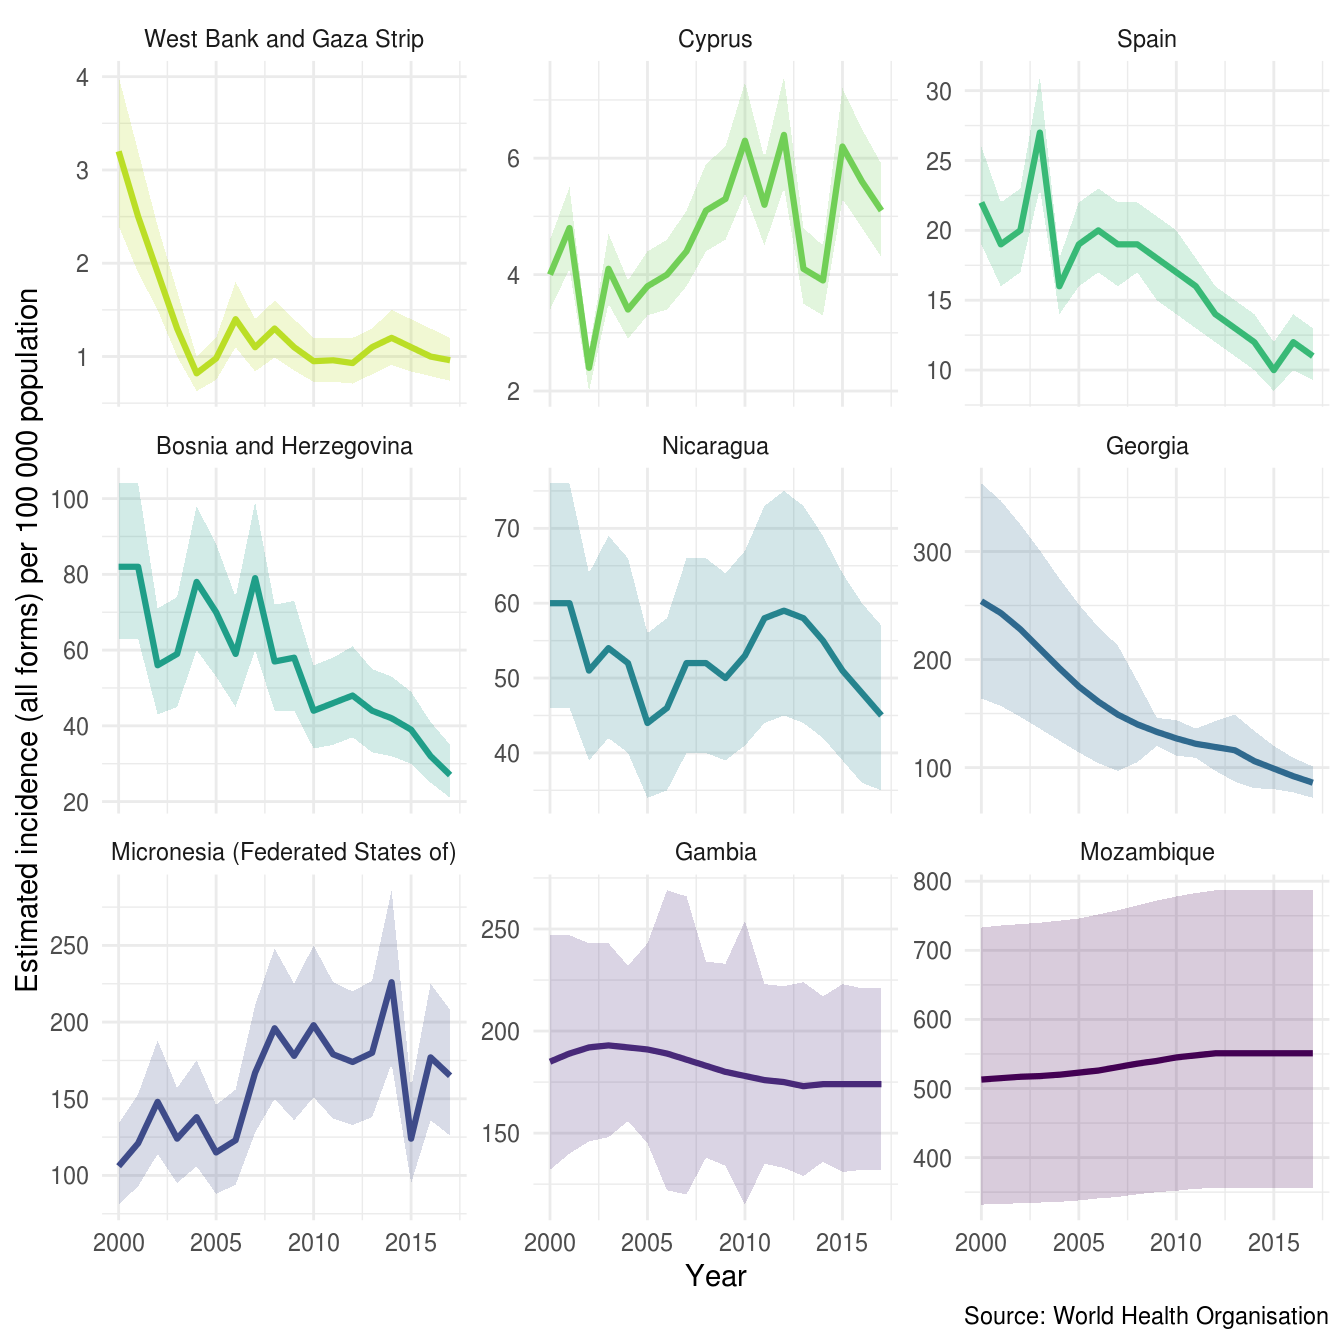 West Bank and Gaza Strip
Cyprus
Spain
4
3
2
1
6
4
2
30
25
20
15
10
Estimated incidence (all forms) per 100 000 population
Bosnia and Herzegovina
Nicaragua
Georgia
100
80
60
40
20
70
60
50
40
300
200
100
Micronesia (Federated States of)
Gambia
Mozambique
250
200
150
100
250
200
150
800
700
600
500
400
2000 2005 2010 2015
2000 2005 2010 2015
2000 2005 2010 2015
Year
Source: World Health Organisation